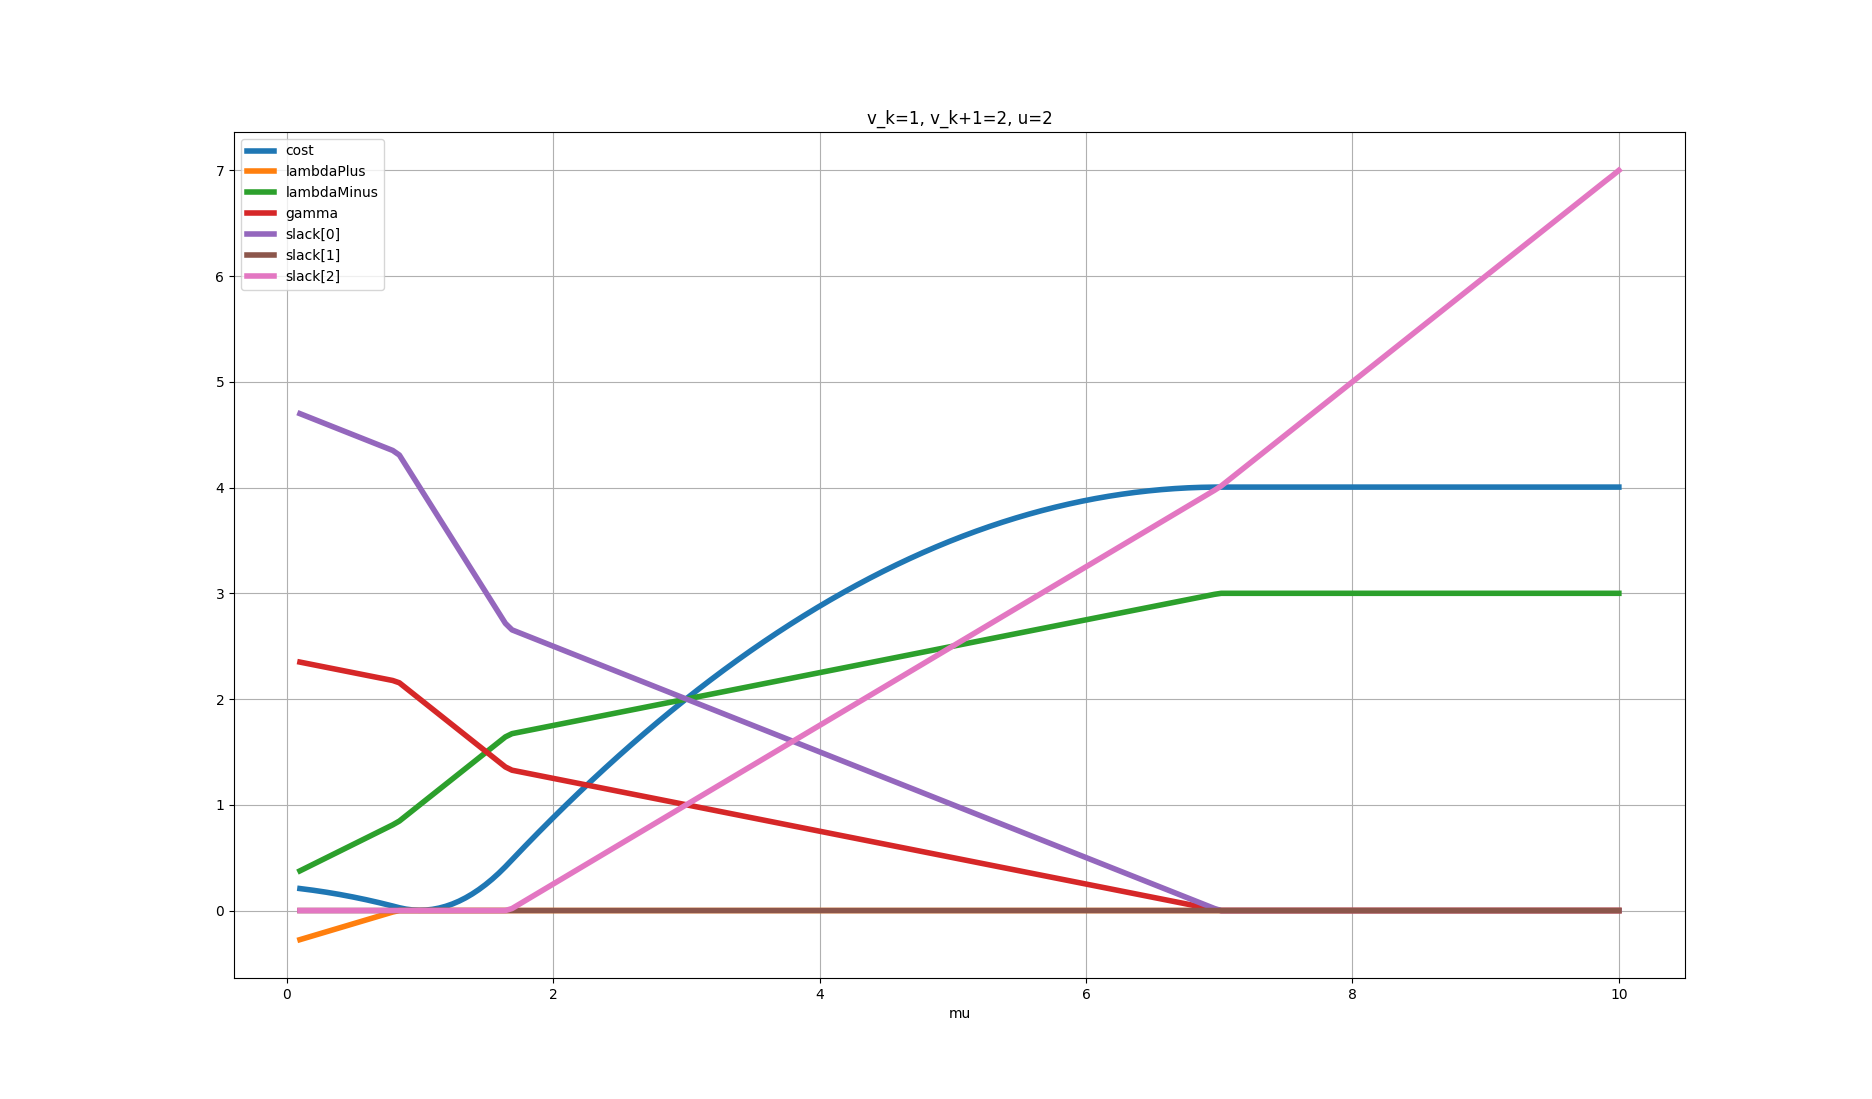 v_k=1, v_k+1=2, u=2
cost
lambdaPlus
lambdaMinus
gamma
slack[0]
slack[1]
slack[2]
7
6
5
4
3
2
1
0
0 2 4 6 8 10
mu